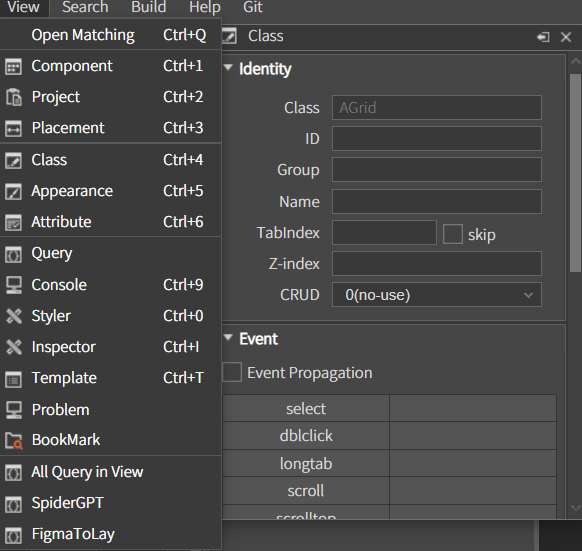 View Search Build Help Git
Open Matching Ctrl+Q
Component Ctrl+1
Project Ctrl+2
Placement Ctrl+3
Class Ctrl+4
Appearance Ctrl+5
Attribute Ctrl+6
Query
Console Ctrl+9
Styler Ctrl+0
Inspector Ctrl+I
Template Ctrl+T
Problem
BookMark
All Query in View
SpiderGPT
FigmaToLay
Class
Identity
Class AGrid
ID
Group
Name
TabIndex skip
Z-index
CRUD 0(no-use)
Event
Event Propagation
select
dblclick
longtab
scroll
scrolltop